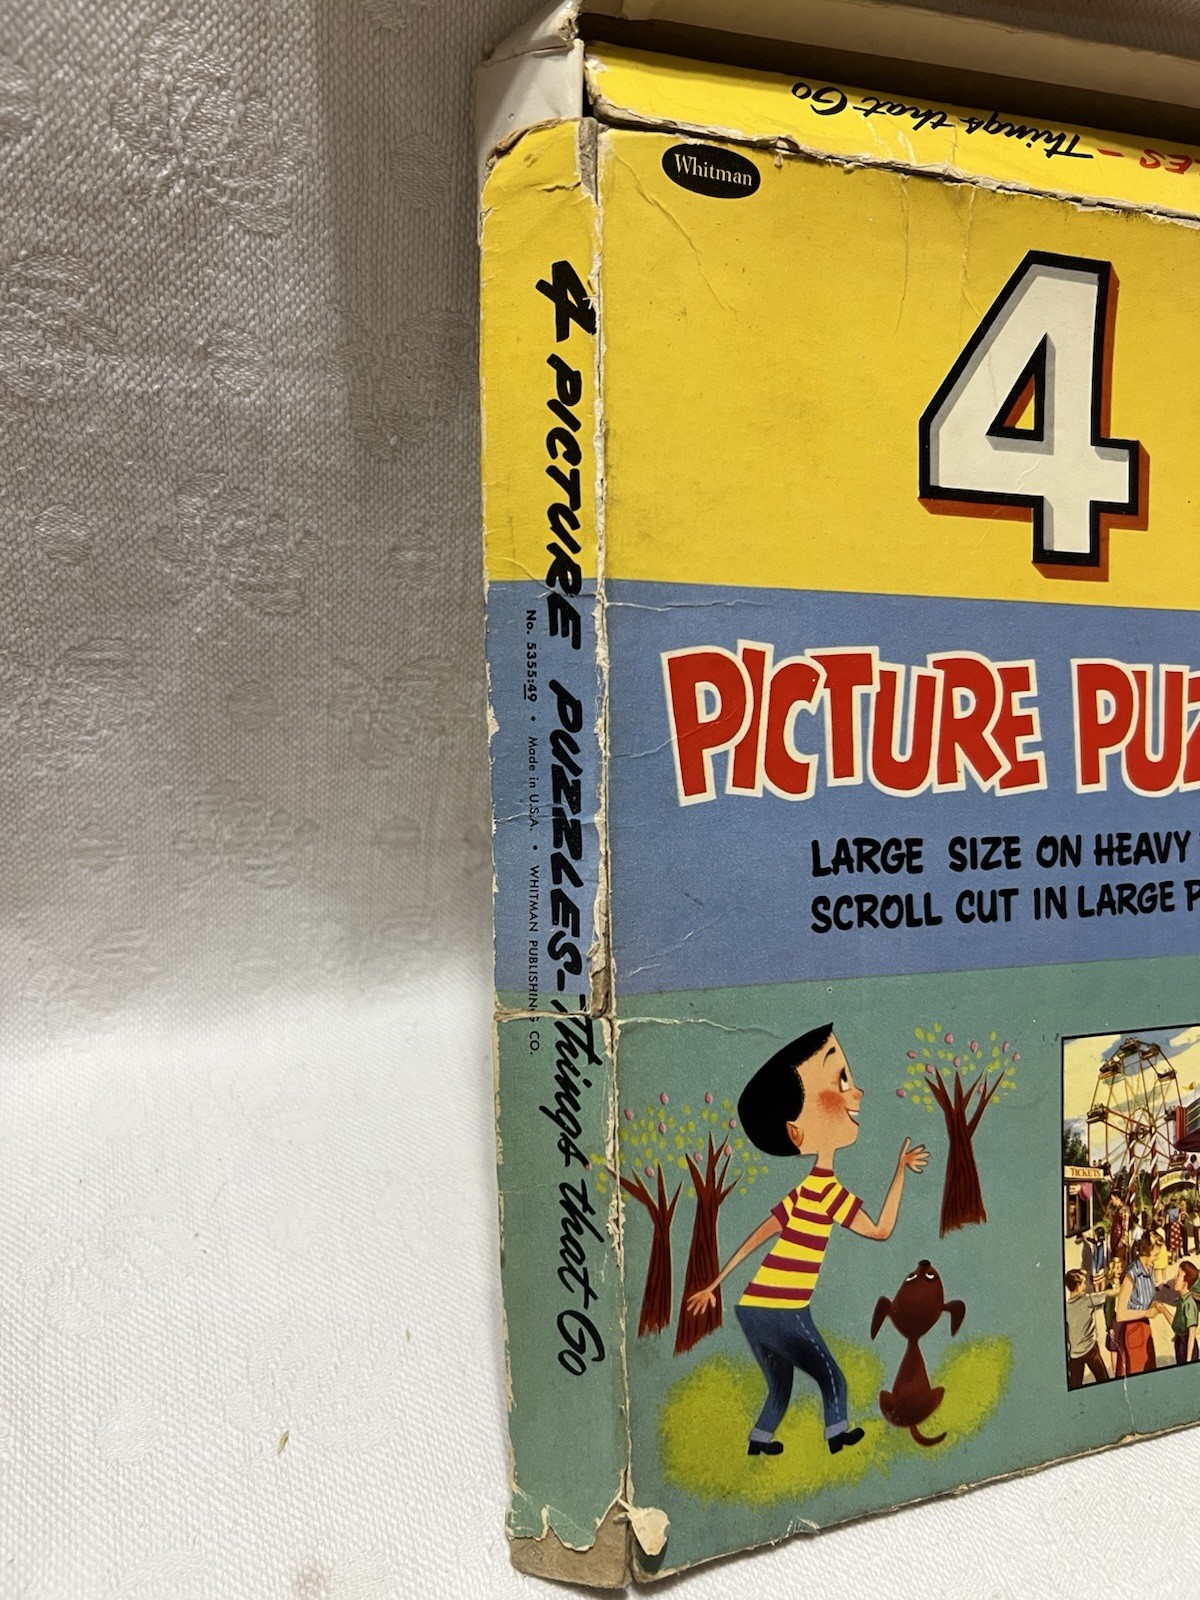 ES - Things that Go
Whitman
4
PICTURE
LARGE SIZE ON HEAVY
SCROLL CUT IN LARGE
4 PICTURE PUZZLES - Things that Go
No. 5355:49 • Made in U.S.A. • WHITMAN PUBLISHING CO.
TICKETS